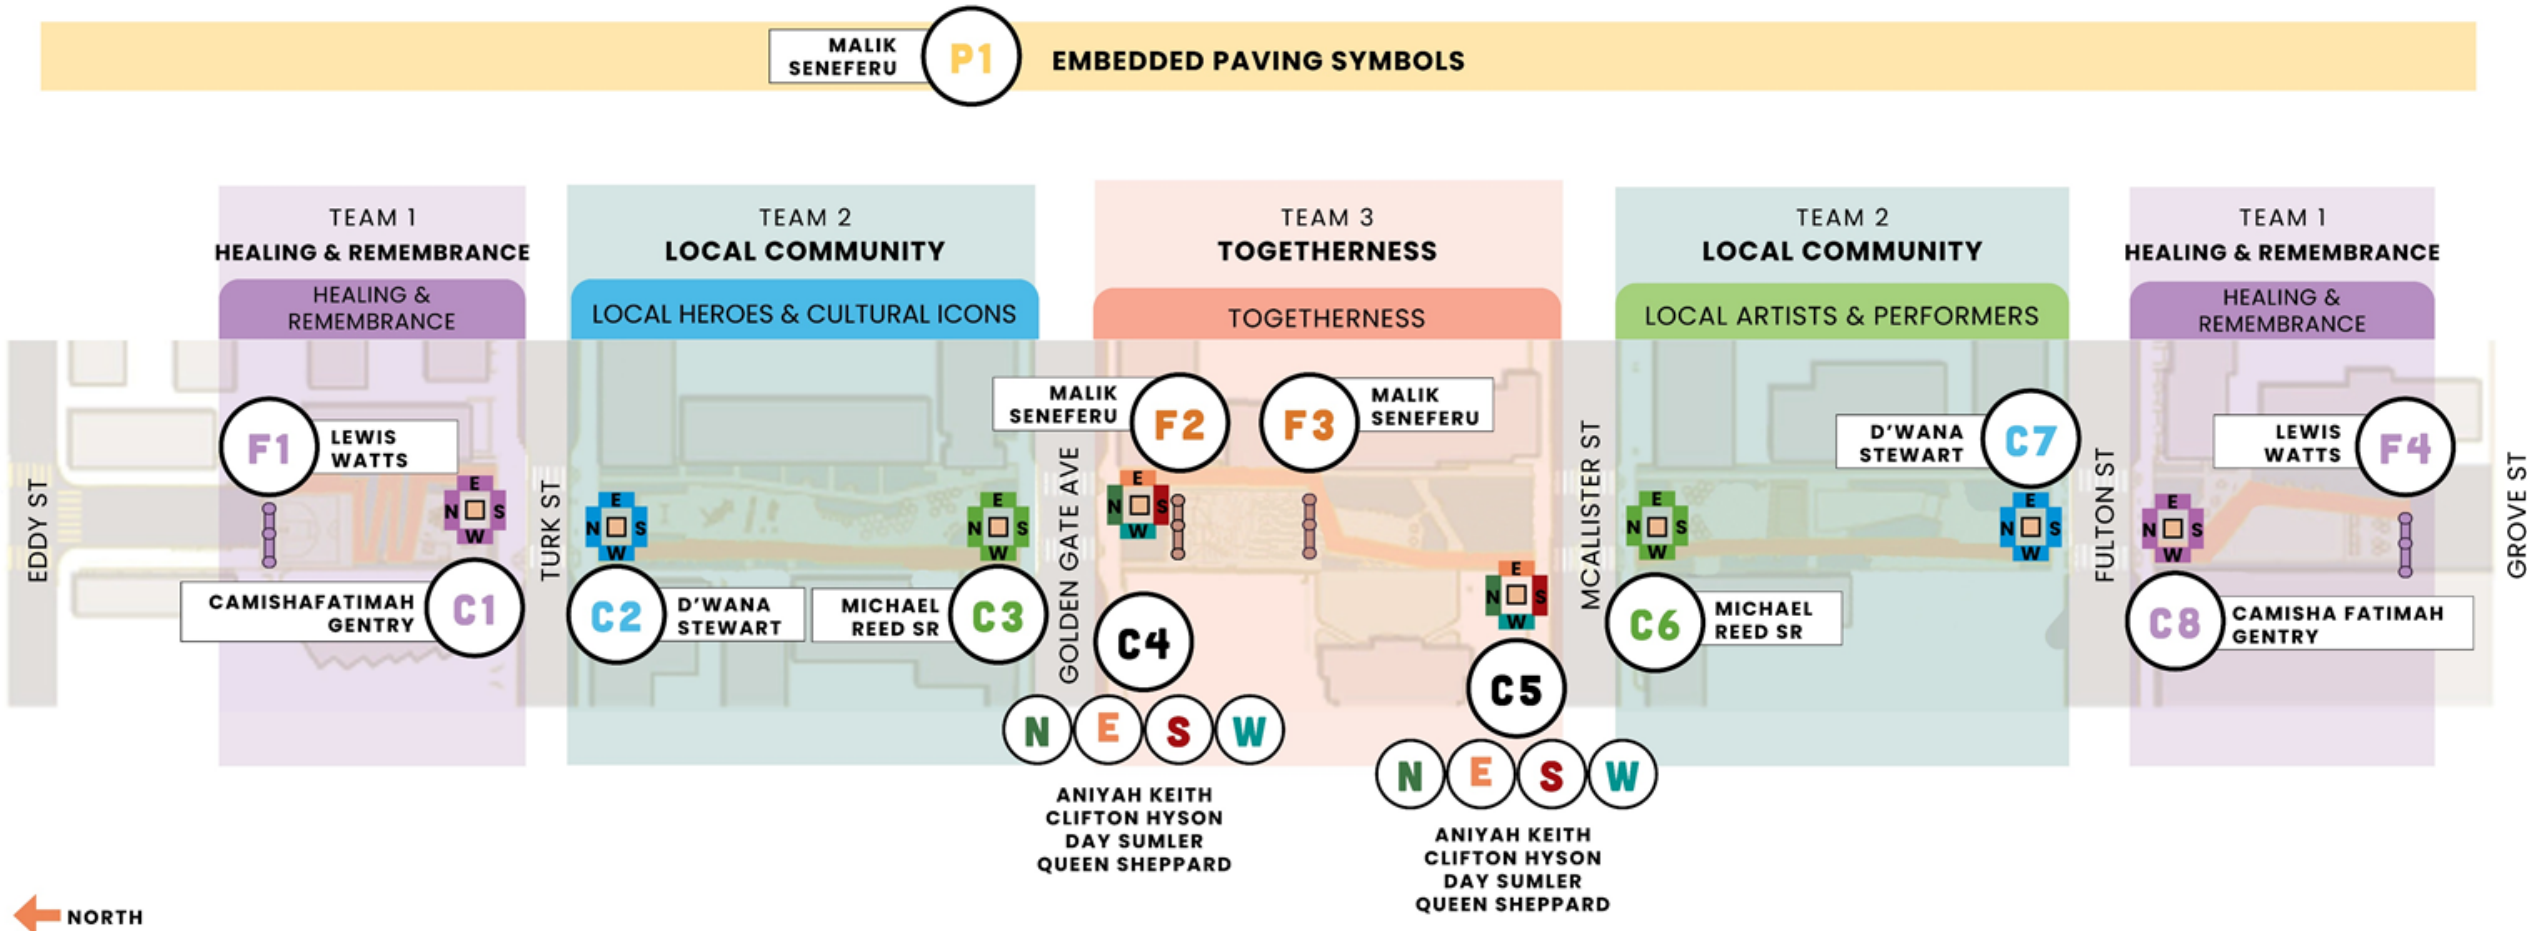 MALIK
SENEFERU
P1
EMBEDDED PAVING SYMBOLS
TEAM 1
HEALING & REMEMBRANCE
HEALING &
REMEMBRANCE
TEAM 2
LOCAL COMMUNITY
LOCAL HEROES & CULTURAL ICONS
TEAM 3
TOGETHERNESS
TOGETHERNESS
TEAM 2
LOCAL COMMUNITY
LOCAL ARTISTS & PERFORMERS
TEAM 1
HEALING & REMEMBRANCE
HEALING &
REMEMBRANCE
EDDY ST
F1
LEWIS
WATTS
E
N S
W
CAMISHAFATIMAH
GENTRY
C1
TURK ST
E
N S
W
C2
D'WANA
STEWART
E
N S
W
MICHAEL
REED SR
C3
GOLDEN GATE AVE
MALIK
SENEFERU
F2
F3
MALIK
SENEFERU
E
N S
W
C4
N E S W
ANIYAH KEITH
CLIFTON HYSON
DAY SUMLER
QUEEN SHEPPARD
E
N S
W
C5
N E S W
ANIYAH KEITH
CLIFTON HYSON
DAY SUMLER
QUEEN SHEPPARD
MCALLISTER ST
E
N S
W
C6
MICHAEL
REED SR
D'WANA
STEWART
C7
E
N S
W
FULTON ST
E
N S
W
C8
CAMISHA FATIMAH
GENTRY
LEWIS
WATTS
F4
GROVE ST
NORTH